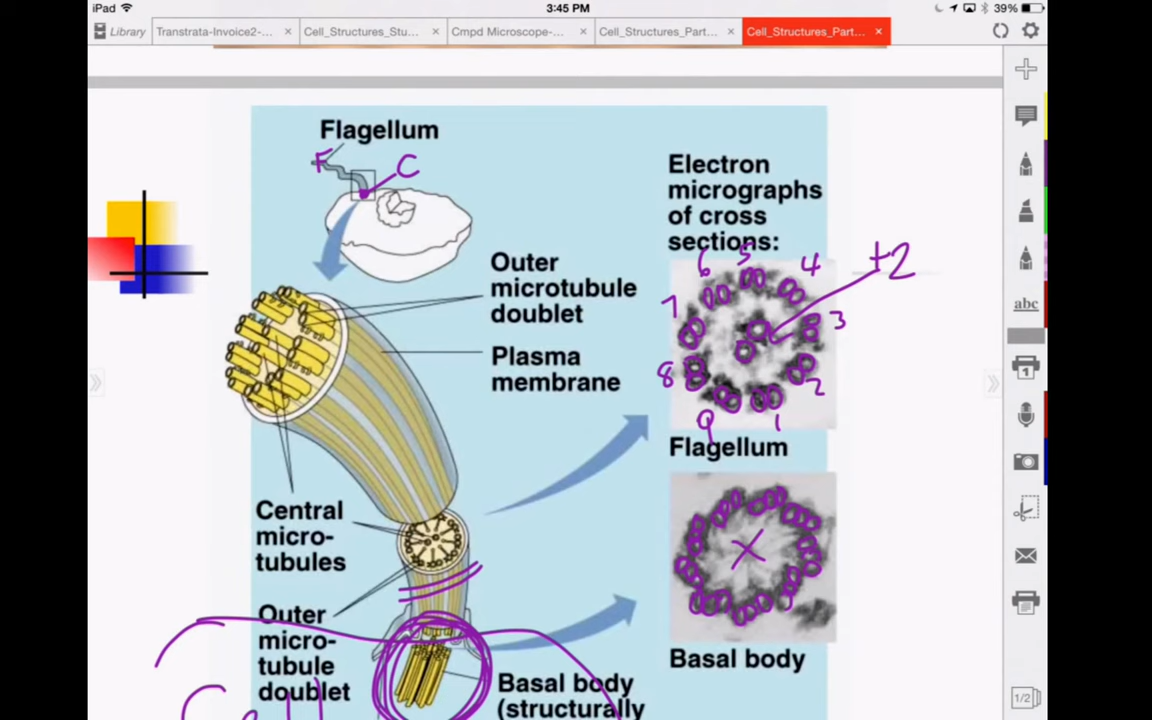 iPad
3:45 PM
39%
Library
Transtrata-Invoice2-...
Cell_Structures_Stu...
Cmpd Microscope-...
Cell_Structures_Part...
Cell_Structures_Part...
Flagellum
F
C
Outer
microtubule
doublet
Plasma
membrane
Central
micro-
tubules
Outer
micro-
tubule
doublet
Cell
Basal body
(structurally
Electron
micrographs
of cross
sections:
+2
6
5
4
7
3
8
2
9
1
Flagellum
X
Basal body
abc
1
1/2